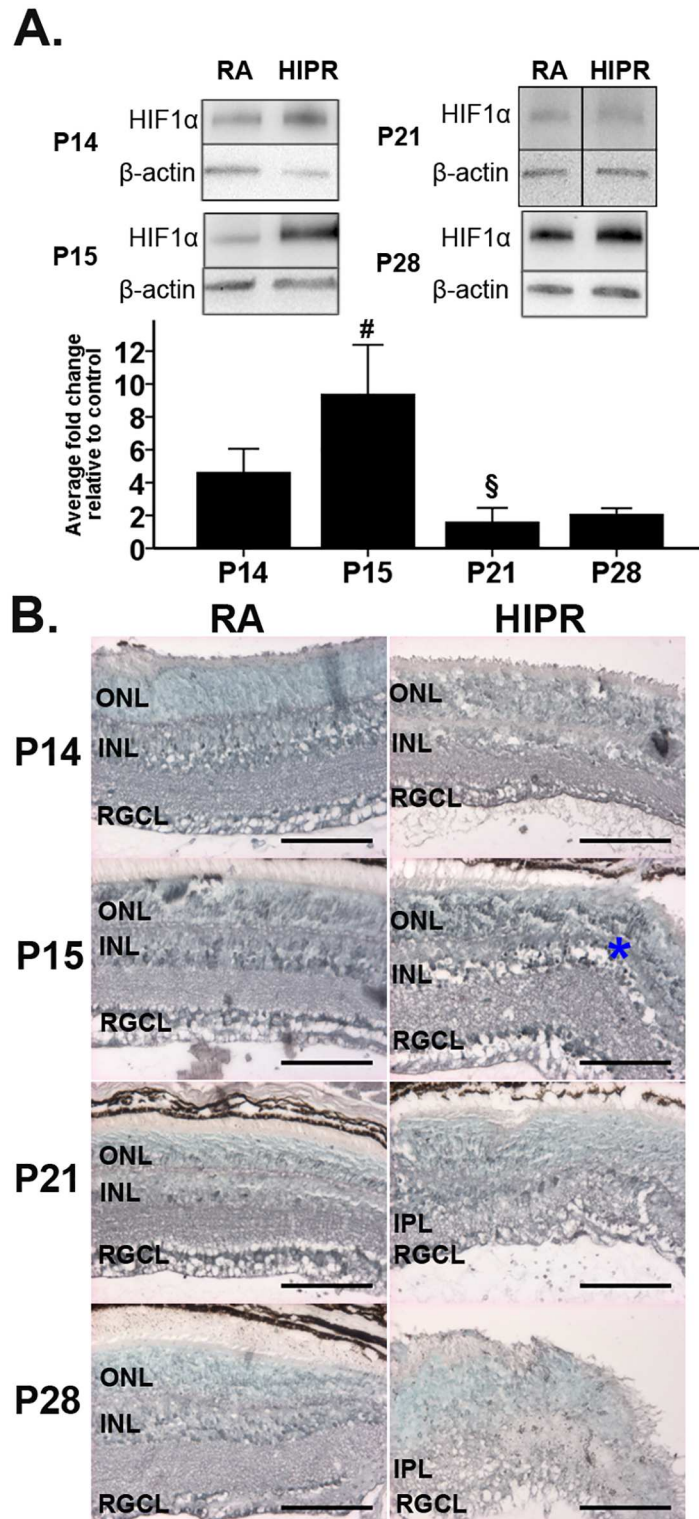 A.
RA HIPR RA HIPR
P14 HIF1α P21 HIF1α
β-actin β-actin
P15 HIF1α P28 HIF1α
β-actin β-actin
Average fold change
relative to control
12
10
8
6
4
2
0
#
§
P14 P15 P21 P28
B. RA HIPR
P14
ONL ONL
INL INL
RGCL RGCL
P15
ONL ONL
*
INL INL
RGCL RGCL
P21
ONL
INL IPL
RGCL RGCL
P28
ONL
INL IPL
RGCL RGCL